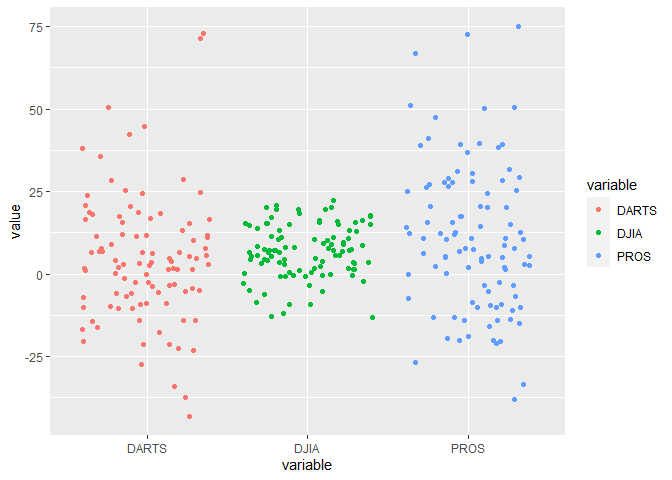 75
50
25
0
-25
value
DARTS
DJIA
PROS
variable
variable
DARTS
DJIA
PROS